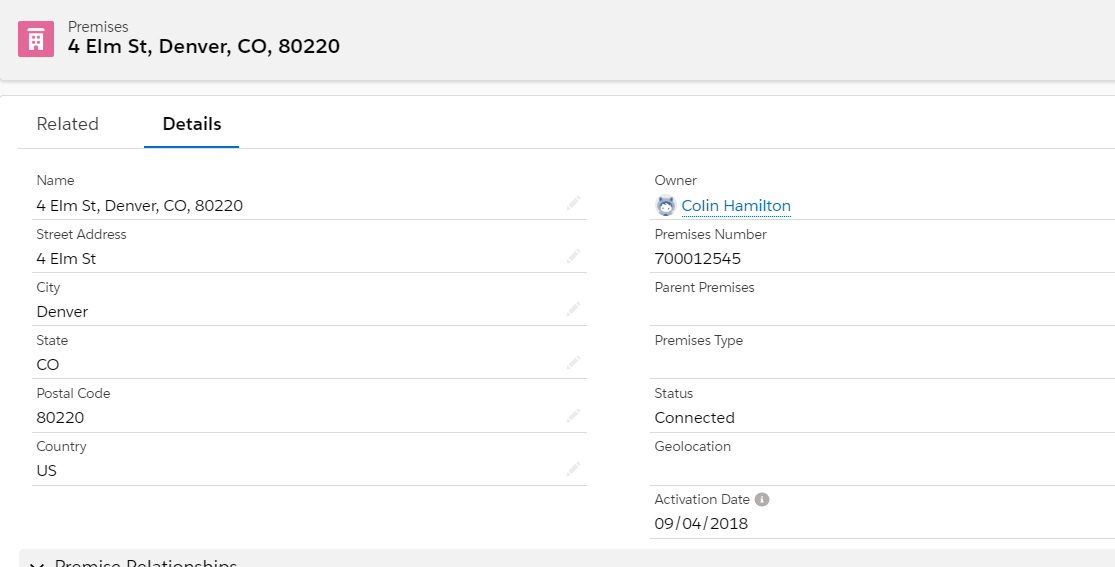 Premises
4 Elm St, Denver, CO, 80220
Related
Details
Name
4 Elm St, Denver, CO, 80220
Street Address
4 Elm St
City
Denver
State
CO
Postal Code
80220
Country
US
Owner
Colin Hamilton
Premises Number
700012545
Parent Premises
Premises Type
Status
Connected
Geolocation
Activation Date
09/04/2018
Premise Relationships